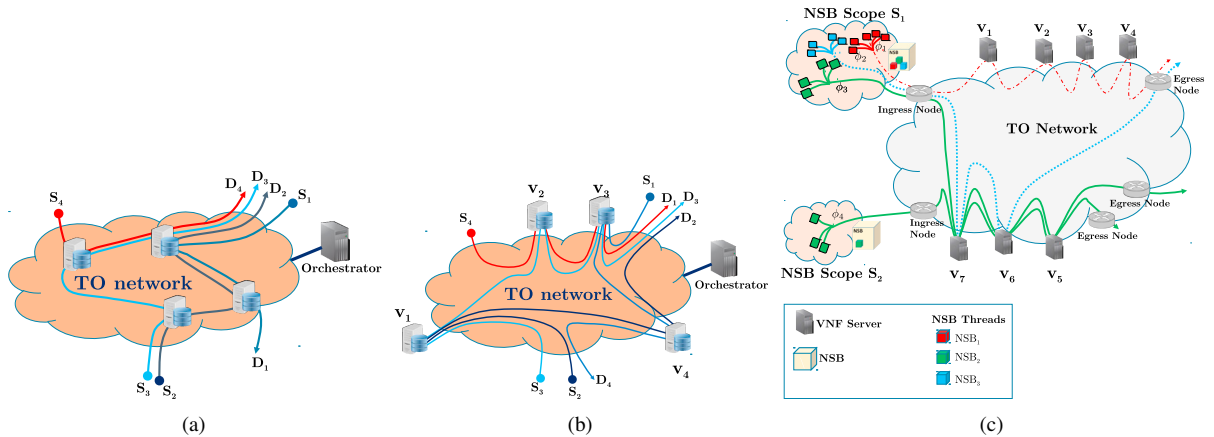 S₄
D₄
D₃
D₂
S₁
Orchestrator
TO network
D₁
S₃
S₂
(a)
V₂
V₃
S₁
S₄
D₁
D₃
D₂
Orchestrator
TO network
V₁
V₄
S₃
S₂
D₄
(b)
NSB Scope S₁
V₁
V₂
V₃
V₄
ϕ₁
ϕ₂
NSB
ϕ₃
Ingress Node
Egress Node
TO Network
ϕ₄
NSB
Ingress Node
Egress Node
Egress Node
NSB Scope S₂
V₇
V₆
V₅
VNF Server
NSB
NSB Threads
NSB₁
NSB₂
NSB₃
(c)